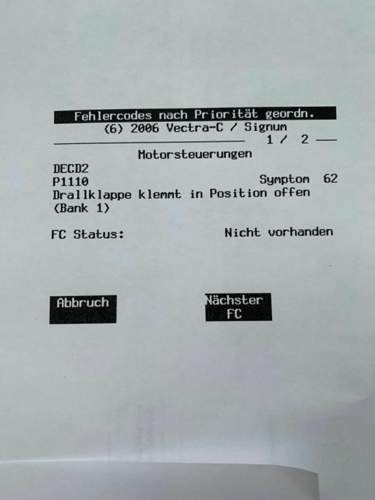 Fehlercodes nach Priorität geordn.
(6) 2006 Vectra-C / Signum
1 / 2
Motorsteuerungen
DECD2
P1110 Symptom 62
Drallklappe klemmt in Position offen
(Bank 1)
FC Status: Nicht vorhanden
Abbruch
Nächster
FC